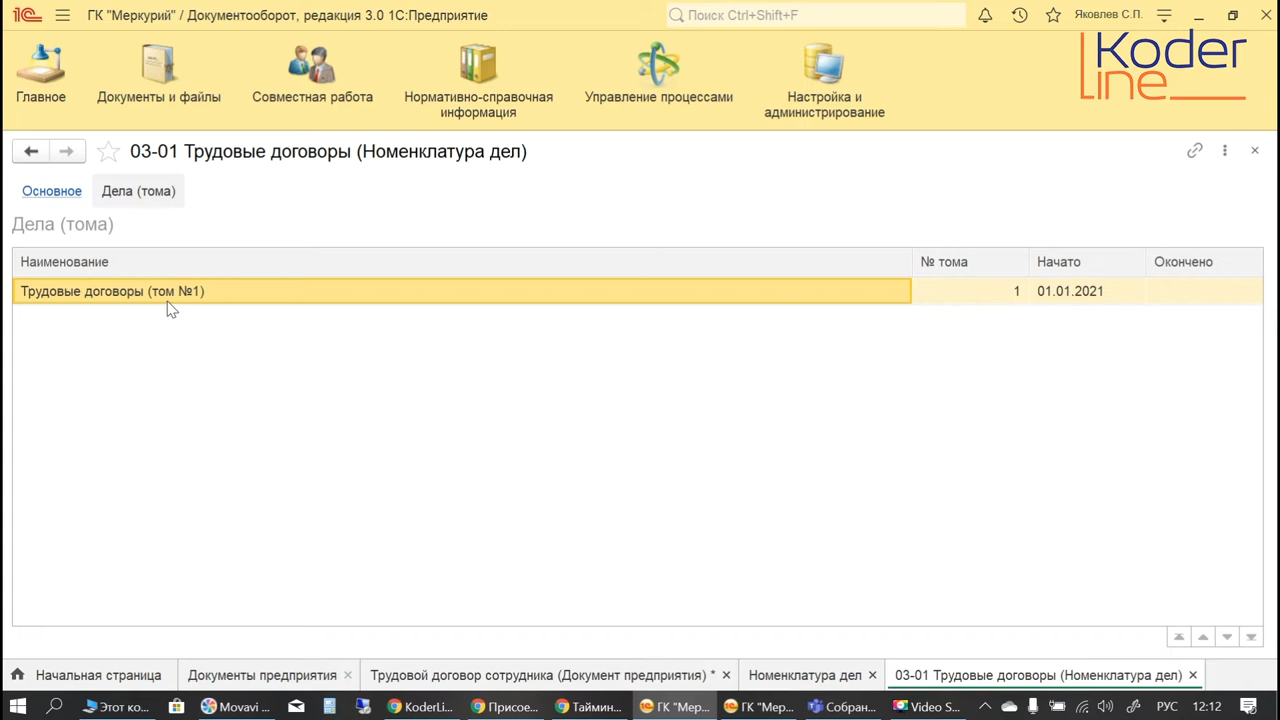 ГК "Меркурий" / Документооборот, редакция 3.0 1С:Предприятие
Поиск Ctrl+Shift+F
Яковлев С.П.
Главное
Документы и файлы
Совместная работа
Нормативно-справочная
информация
Управление процессами
Настройка и
администрирование
Koder
line
03-01 Трудовые договоры (Номенклатура дел)
Основное
Дела (тома)
Дела (тома)
Наименование
№ тома
Начато
Окончено
Трудовые договоры (том №1)
1
01.01.2021
Начальная страница
Документы предприятия
Трудовой договор сотрудника (Документ предприятия) *
Номенклатура дел
03-01 Трудовые договоры (Номенклатура дел)
Этот ко...
Movavi ...
KoderLi...
Присое...
Таймин...
ГК "Мер...
ГК "Мер...
Собран...
Video S...
РУС
12:12